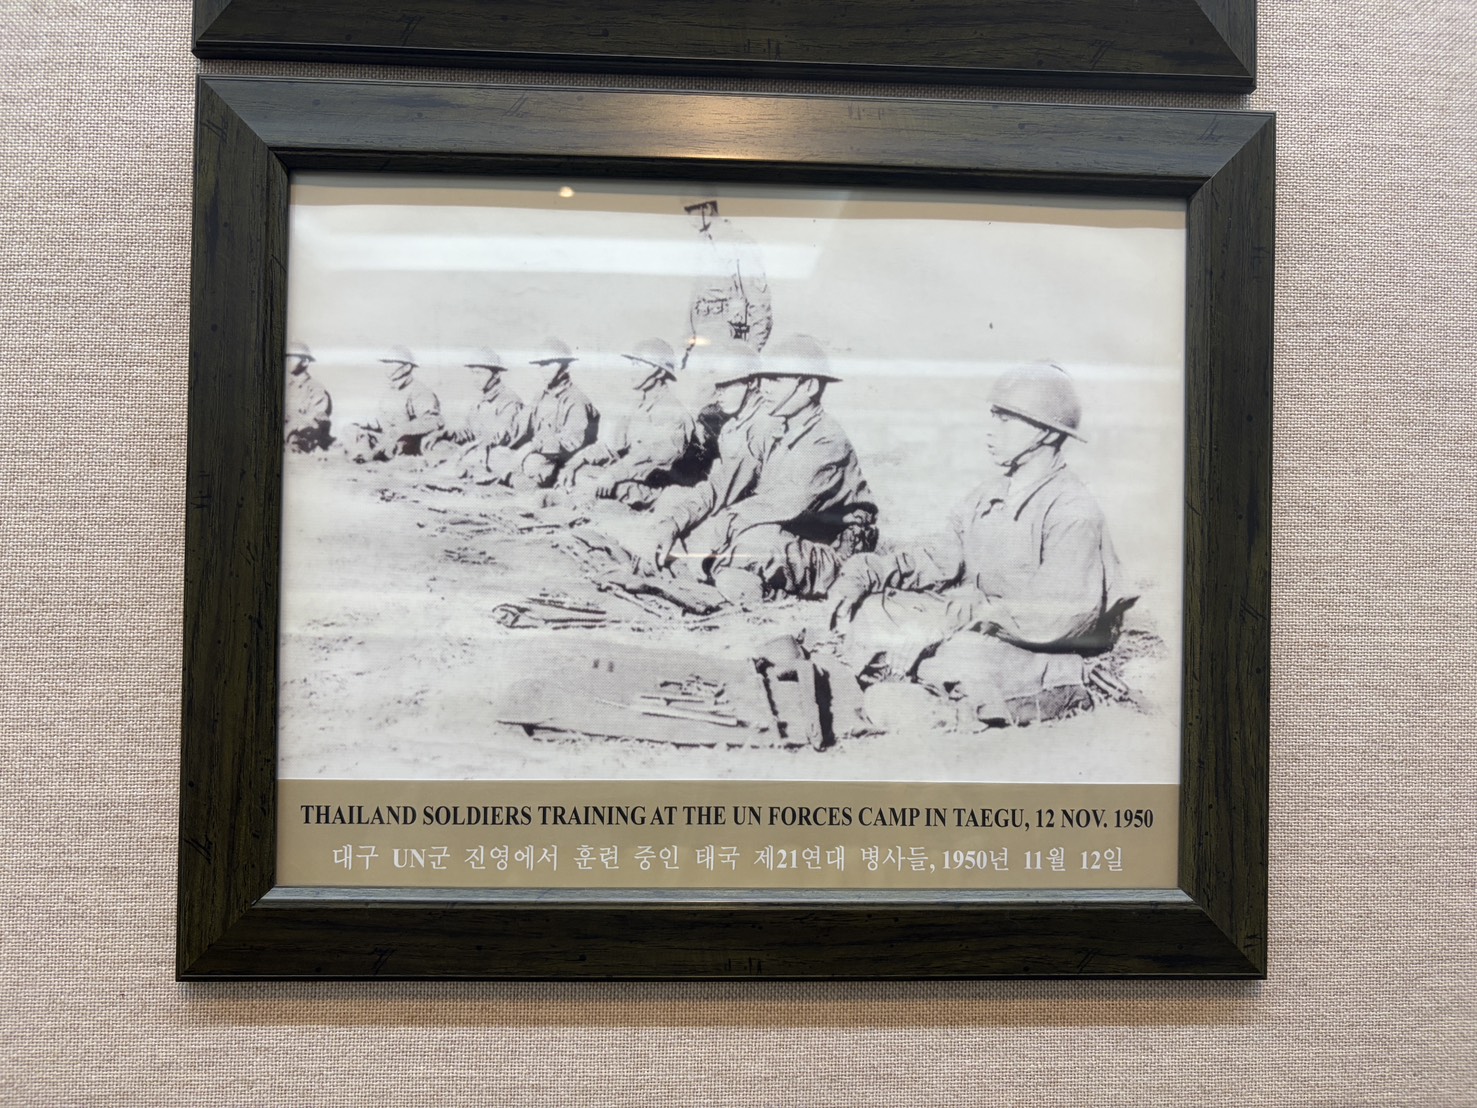 THAILAND SOLDIERS TRAINING AT THE UN FORCES CAMP IN TAEGU, 12 NOV. 1950
대구 UN군 진영에서 훈련 중인 태국 제21연대 병사들, 1950년 11월 12일